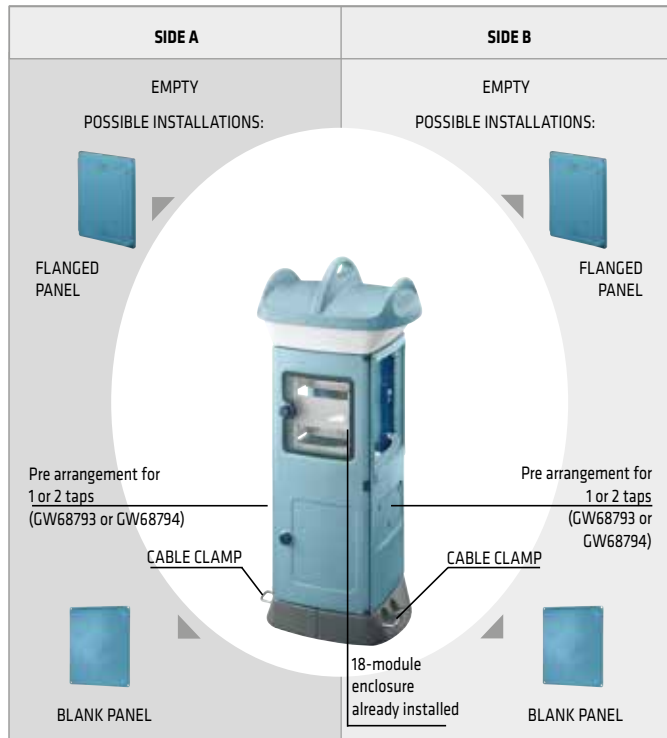 SIDE A
SIDE B
EMPTY
POSSIBLE INSTALLATIONS:
EMPTY
POSSIBLE INSTALLATIONS:
FLANGED
PANEL
FLANGED
PANEL
Pre arrangement for
1 or 2 taps
(GW68793 or GW68794)
Pre arrangement for
1 or 2 taps
(GW68793 or
GW68794)
CABLE CLAMP
CABLE CLAMP
18-module
enclosure
already installed
BLANK PANEL
BLANK PANEL